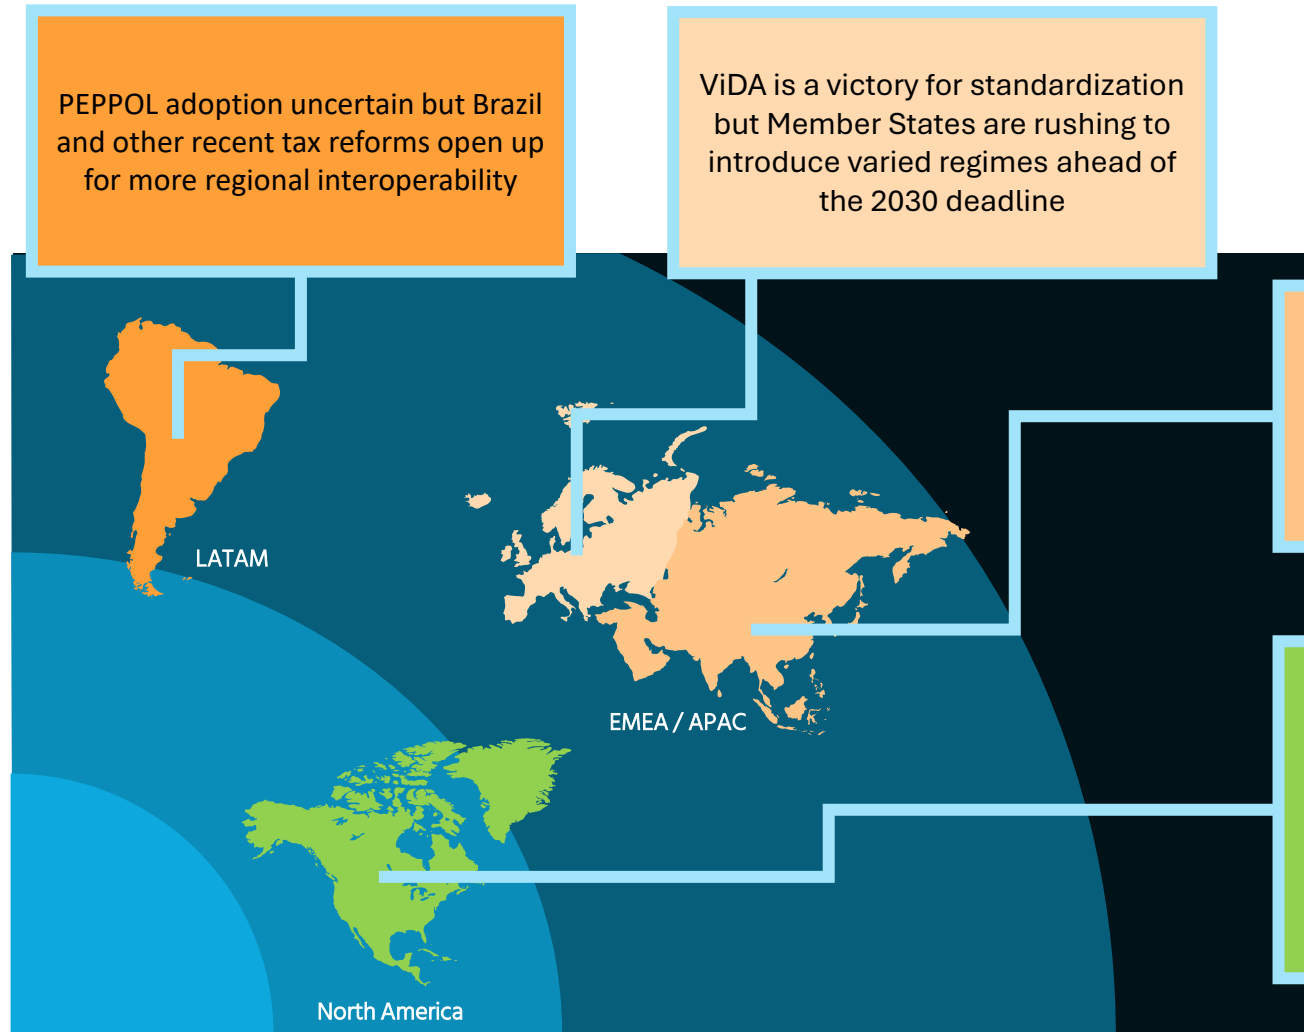 PEPPOL adoption uncertain but Brazil
and other recent tax reforms open up
for more regional interoperability
ViDA is a victory for standardization
but Member States are rushing to
introduce varied regimes ahead of
the 2030 deadline
LATAM
EMEA / APAC
North America